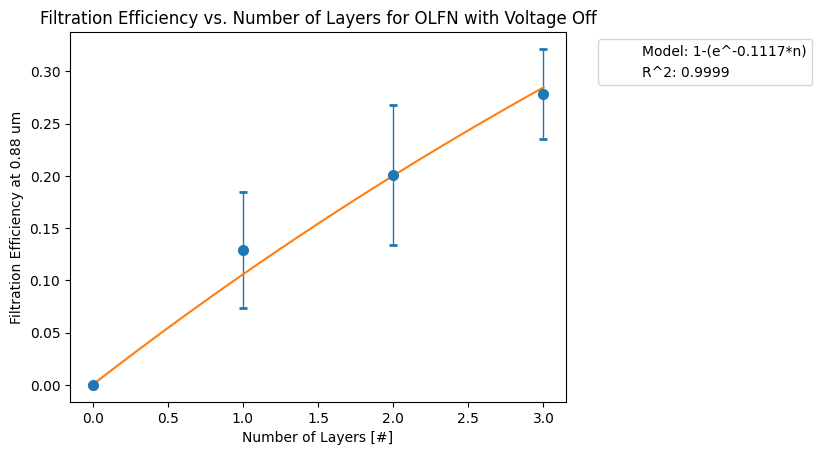 Filtration Efficiency vs. Number of Layers for OLFN with Voltage Off
Model: 1-(e^-0.1117*n)
R^2: 0.9999
Filtration Efficiency at 0.88 um
0.30
0.25
0.20
0.15
0.10
0.05
0.00
0.0 0.5 1.0 1.5 2.0 2.5 3.0
Number of Layers [#]